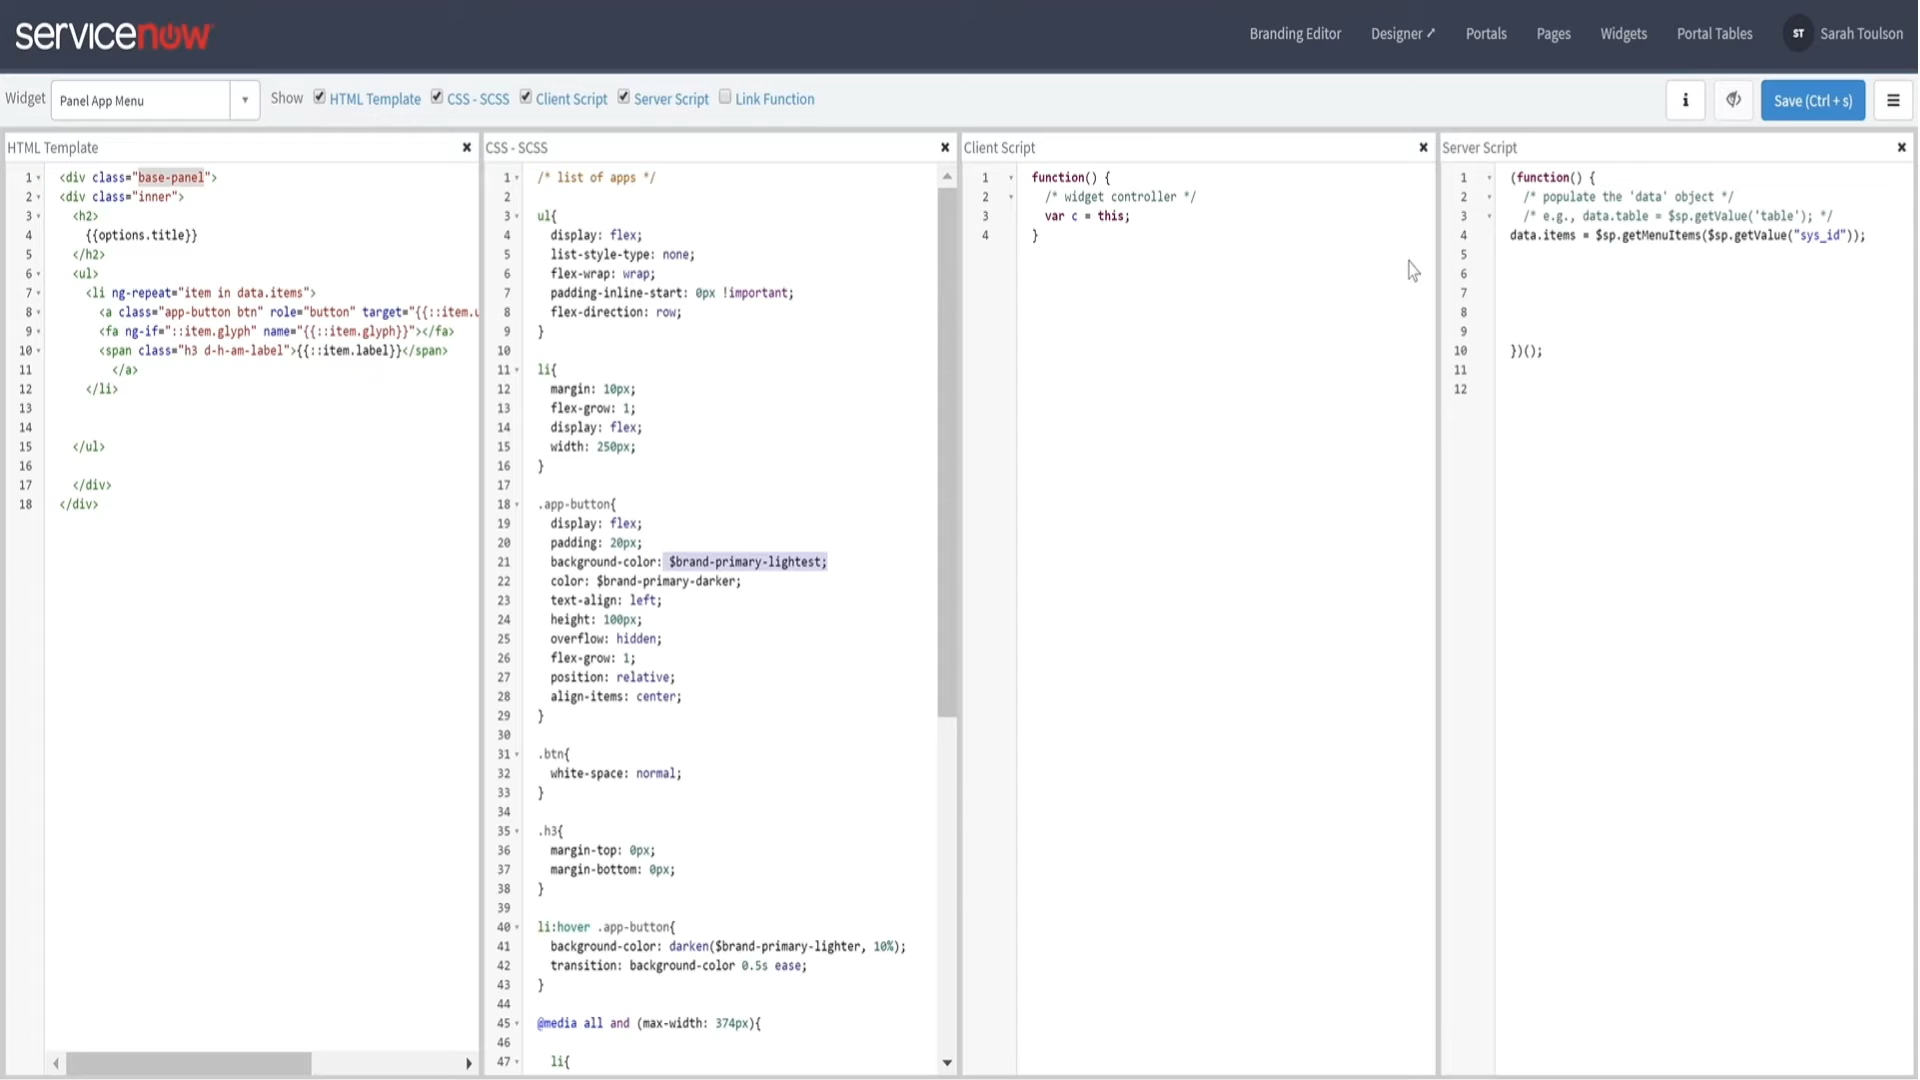 servicenow
Branding Editor
Designer
Portals
Pages
Widgets
Portal Tables
ST
Sarah Toulson
Widget
Panel App Menu
Show
HTML Template
CSS - SCSS
Client Script
Server Script
Link Function
i
Save (Ctrl + s)
HTML Template
1 <div class="base-panel">
2 <div class="inner">
3 <h2>
4 {{options.title}}
5 </h2>
6 <ul>
7 <li ng-repeat="item in data.items">
8 <a class="app-button btn" role="button" target="{{::item.u
9 <fa ng-if="::item.glyph" name="{{::item.glyph}}"></fa>
10 <span class="h3 d-h-am-label">{{::item.label}}</span>
11 </a>
12 </li>
13
14
15 </ul>
16
17 </div>
18 </div>
CSS - SCSS
1 /* list of apps */
2
3 ul{
4 display: flex;
5 list-style-type: none;
6 flex-wrap: wrap;
7 padding-inline-start: 0px !important;
8 flex-direction: row;
9 }
10
11 li{
12 margin: 10px;
13 flex-grow: 1;
14 display: flex;
15 width: 250px;
16 }
17
18 .app-button{
19 display: flex;
20 padding: 20px;
21 background-color: $brand-primary-lightest;
22 color: $brand-primary-darker;
23 text-align: left;
24 height: 100px;
25 overflow: hidden;
26 flex-grow: 1;
27 position: relative;
28 align-items: center;
29 }
30
31 .btn{
32 white-space: normal;
33 }
34
35 .h3{
36 margin-top: 0px;
37 margin-bottom: 0px;
38 }
39
40 li:hover .app-button{
41 background-color: darken($brand-primary-lighter, 10%);
42 transition: background-color 0.5s ease;
43 }
44
45 @media all and (max-width: 374px){
46
47 li{
Client Script
1 function() {
2 /* widget controller */
3 var c = this;
4 }
Server Script
1 (function() {
2 /* populate the 'data' object */
3 /* e.g., data.table = $sp.getValue('table'); */
4 data.items = $sp.getMenuItems($sp.getValue("sys_id"));
5
6
7
8
9
10 })();
11
12